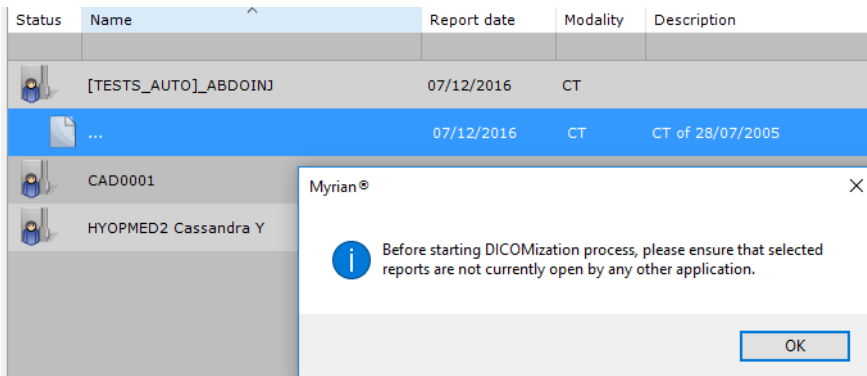 Status Name Report date Modality Description
[TESTS_AUTO]_ABDOINJ 07/12/2016 CT
... 07/12/2016 CT CT of 28/07/2005
CAD0001
HYOPMED2 Cassandra Y
Myrian®
Before starting DICOMization process, please ensure that selected
reports are not currently open by any other application.
OK